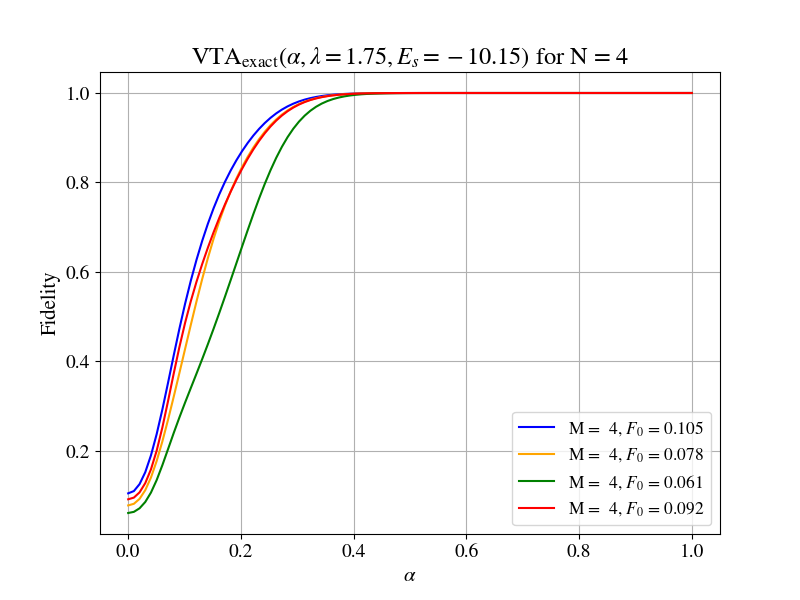 VTA_exact(α, λ = 1.75, E_s = −10.15) for N = 4
Fidelity
1.0
0.8
0.6
0.4
0.2
M = 4, F_0 = 0.105
M = 4, F_0 = 0.078
M = 4, F_0 = 0.061
M = 4, F_0 = 0.092
0.0 0.2 0.4 0.6 0.8 1.0
α